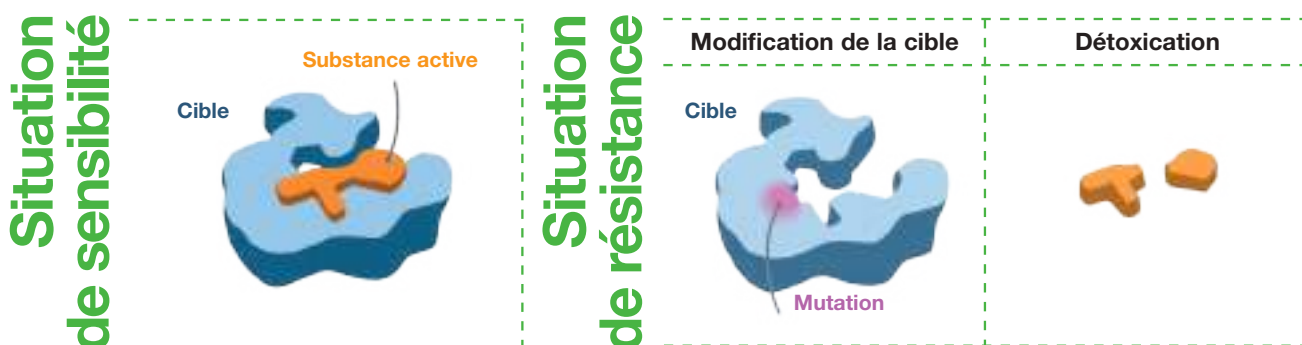 Situation
de sensibilité
Substance active
Cible
Situation
de résistance
Modification de la cible
Détoxication
Cible
Mutation